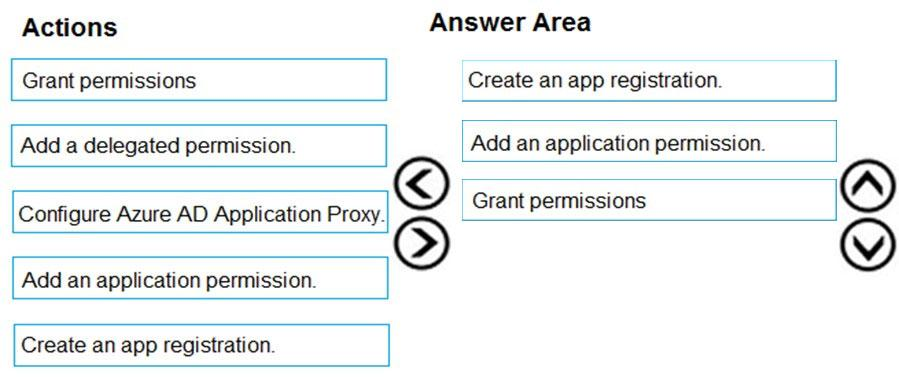 Actions
Grant permissions
Add a delegated permission.
Configure Azure AD Application Proxy.
Add an application permission.
Create an app registration.
Answer Area
Create an app registration.
Add an application permission.
Grant permissions